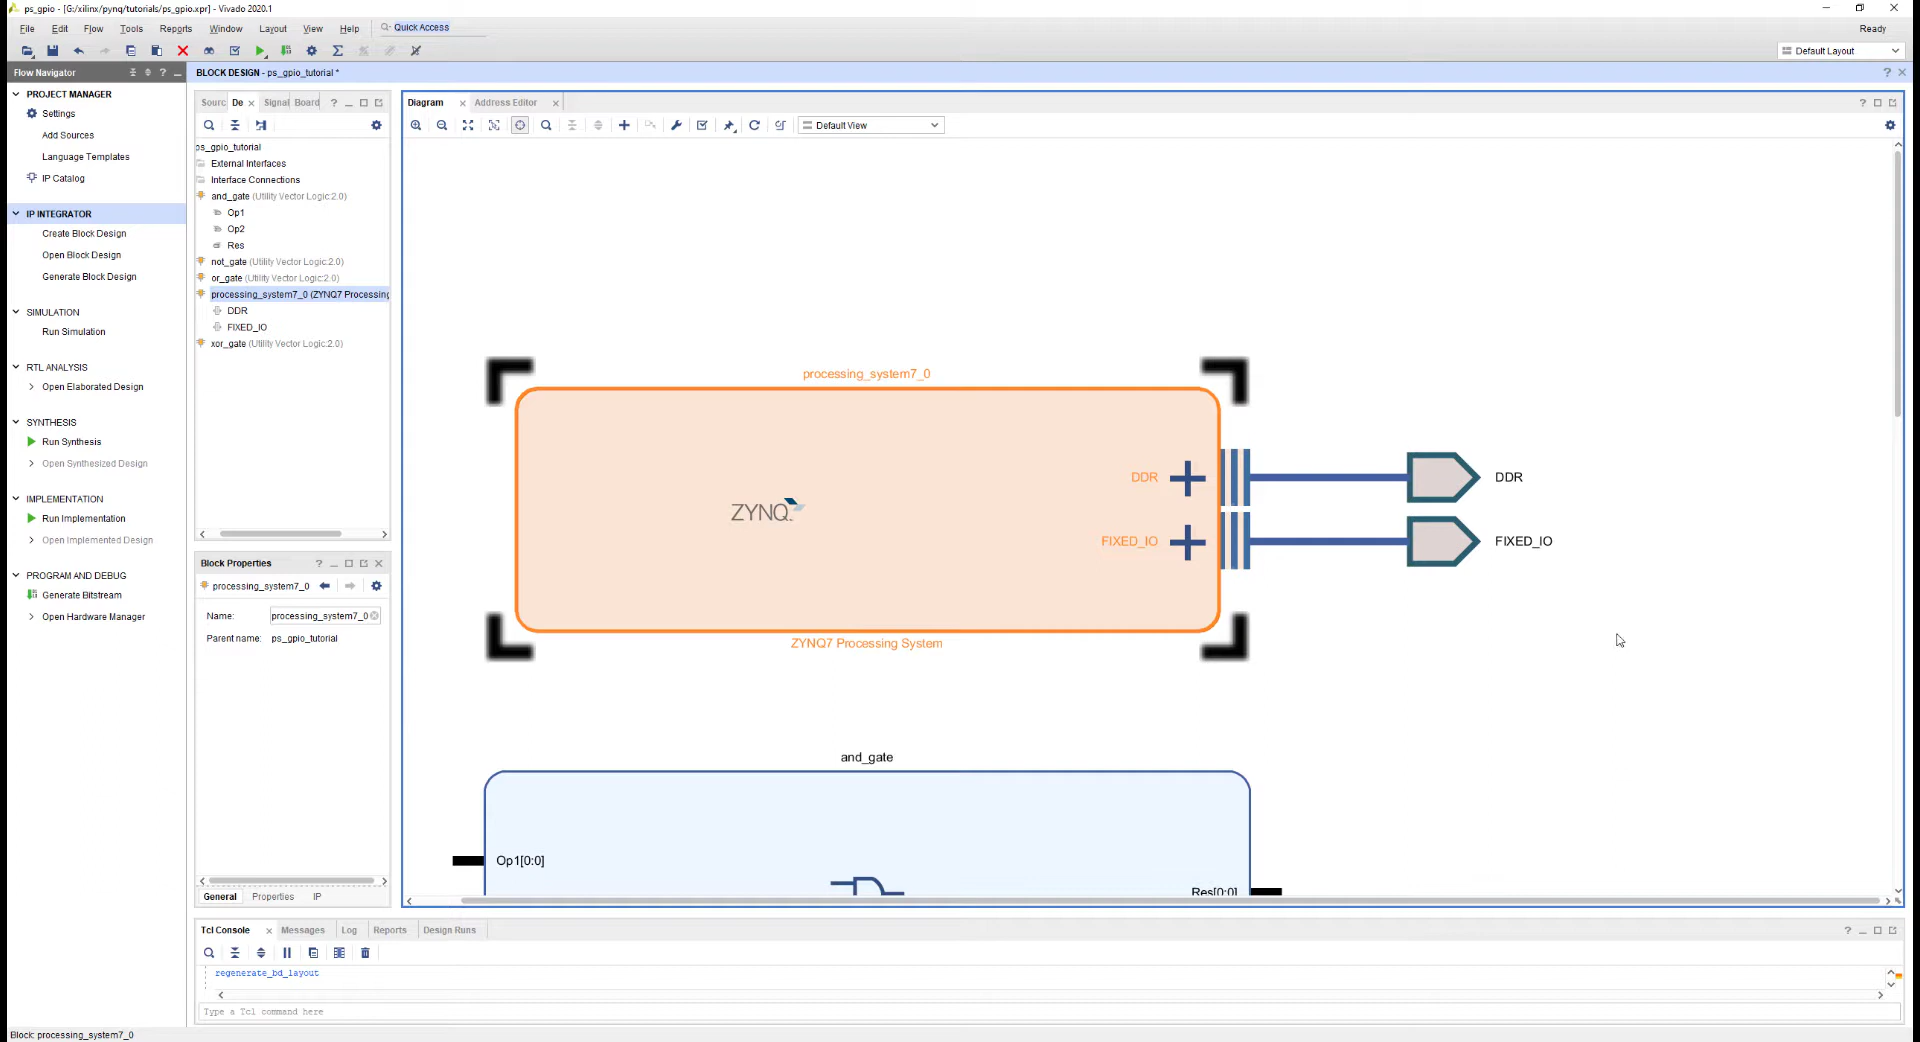 ps_gpio - [G:/xilinx/pynq/tutorials/ps_gpio.xpr] - Vivado 2020.1
File Edit Flow Tools Reports Window Layout View Help Quick Access Ready
Default Layout
Flow Navigator
BLOCK DESIGN - ps_gpio_tutorial *
PROJECT MANAGER
Settings
Add Sources
Language Templates
IP Catalog
IP INTEGRATOR
Create Block Design
Open Block Design
Generate Block Design
SIMULATION
Run Simulation
RTL ANALYSIS
Open Elaborated Design
SYNTHESIS
Run Synthesis
Open Synthesized Design
IMPLEMENTATION
Run Implementation
Open Implemented Design
PROGRAM AND DEBUG
Generate Bitstream
Open Hardware Manager
Sourc De Signal Board
ps_gpio_tutorial
External Interfaces
Interface Connections
and_gate (Utility Vector Logic:2.0)
Op1
Op2
Res
not_gate (Utility Vector Logic:2.0)
or_gate (Utility Vector Logic:2.0)
processing_system7_0 (ZYNQ7 Processing
DDR
FIXED_IO
xor_gate (Utility Vector Logic:2.0)
Block Properties
processing_system7_0
Name: processing_system7_0
Parent name: ps_gpio_tutorial
General Properties IP
Diagram Address Editor
Default View
processing_system7_0
DDR
DDR
ZYNQ
FIXED_IO
FIXED_IO
ZYNQ7 Processing System
and_gate
Op1[0:0]
Res[0:0]
Tcl Console Messages Log Reports Design Runs
regenerate_bd_layout
Type a Tcl command here
Block: processing_system7_0